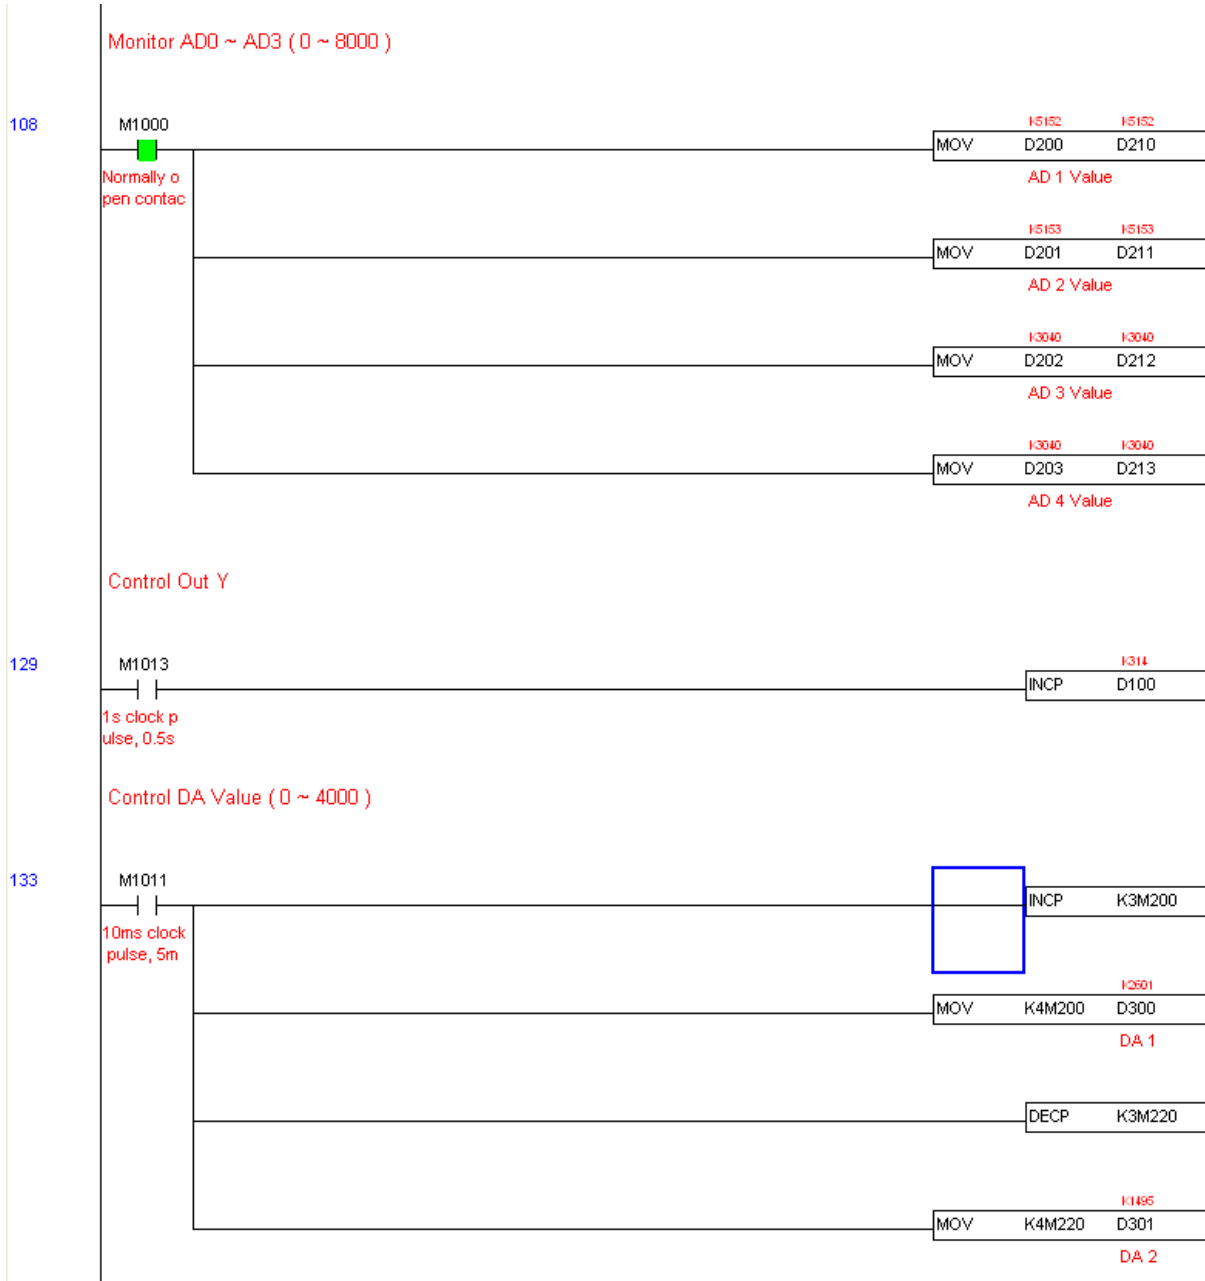 Monitor AD0 ~ AD3 ( 0 ~ 8000 )
108 M1000
K5152 K5152
MOV D200 D210
Normally o
pen contac
AD 1 Value
K5153 K5153
MOV D201 D211
AD 2 Value
K3040 K3040
MOV D202 D212
AD 3 Value
K3040 K3040
MOV D203 D213
AD 4 Value
Control Out Y
129 M1013
K314
INCP D100
1s clock p
ulse, 0.5s
Control DA Value ( 0 ~ 4000 )
133 M1011
INCP K3M200
10ms clock
pulse, 5m
K2601
MOV K4M200 D300
DA 1
DECP K3M220
K1495
MOV K4M220 D301
DA 2